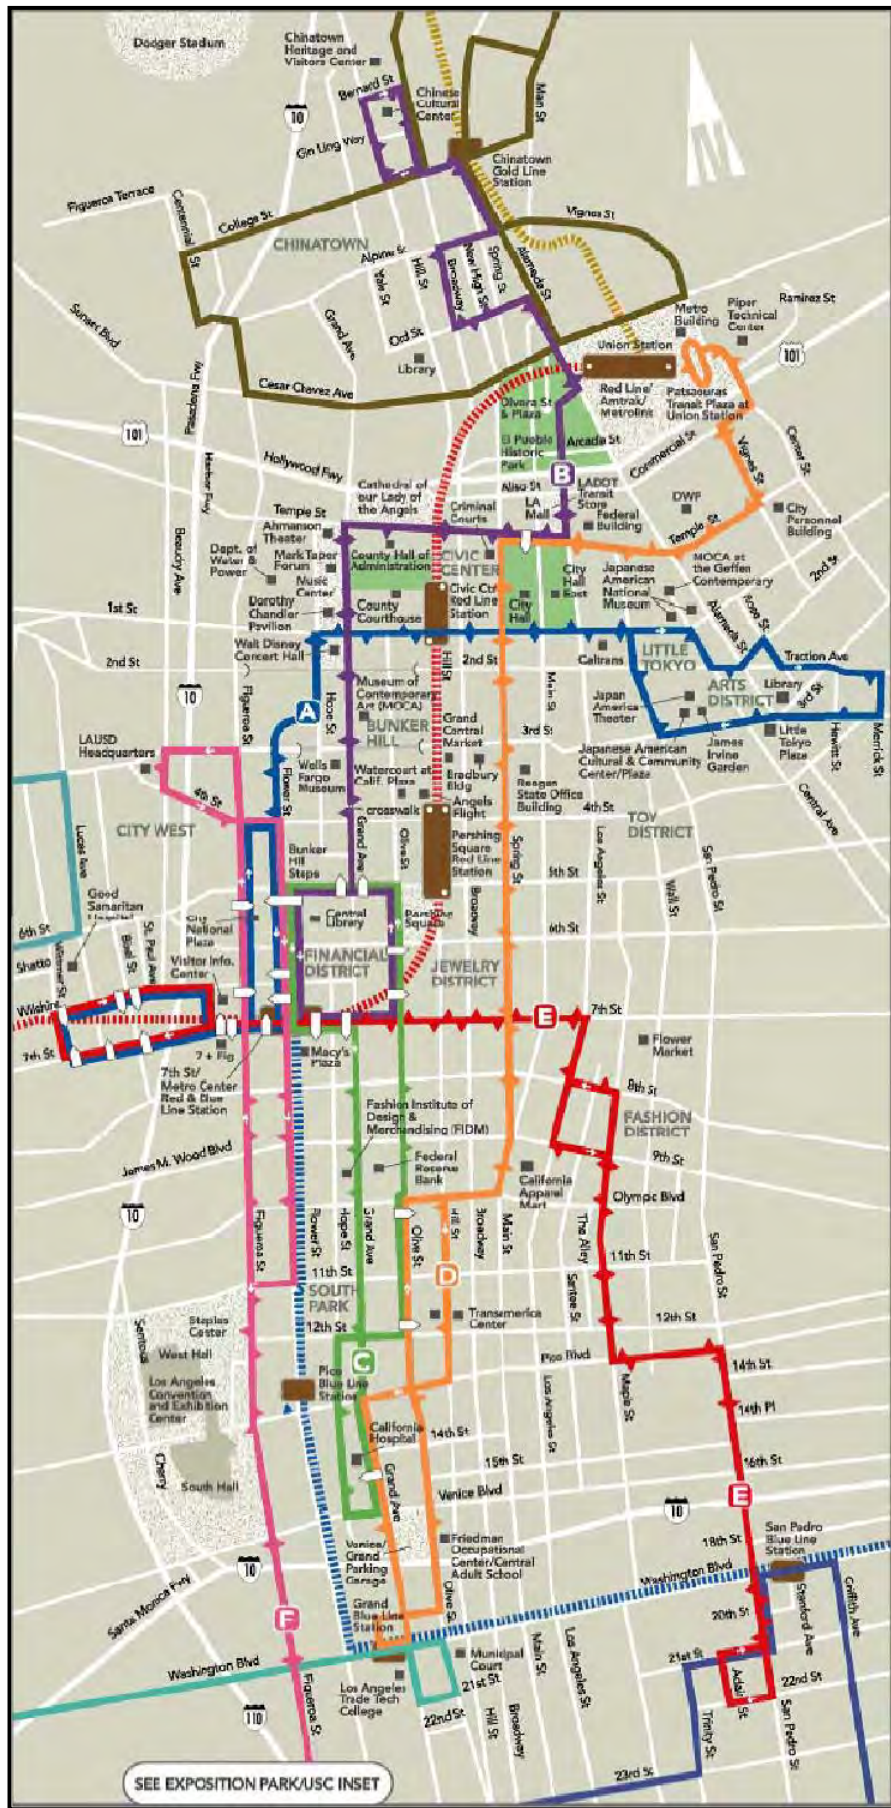 Dodger Stadium
Chinatown
Heritage and
Visitors Center
Bernard St
Chinese
Cultural
Center
10
Main St
Gin Ling Way
Chinatown
Gold Line
Station
Figueroa Terrace
Centennial St
College St
CHINATOWN
Vignes St
Alpine St
Yale St
Hill St
Broadway
New High St
Spring St
Alameda St
Sunset Blvd
Grand Ave
Ord St
Library
Metro
Building
Piper
Technical
Center
Ramirez St
101
Union Station
Pasadena Fwy
Cesar Chavez Ave
Red Line/
Amtrak/
Metrolink
Patsaouras
Transit Plaza at
Union Station
Olvera St
& Plaza
El Pueblo
Historic
Park
Arcadia St
Commercial St
Vignes St
Center St
101
Hollywood Fwy
Harbor Fwy
B
Aliso St
LADOT
Transit
Store
Cathedral of
our Lady of
the Angels
LA
Mall
Federal
Building
DWP
City
Personnel
Building
Temple St
Criminal
Courts
Temple St
Ahmanson
Theater
Beaudry Ave
Dept. of
Water &
Power
Mark Taper
Forum
Music
Center
County Hall of
Administration
CIVIC
CENTER
City
Hall
East
City
Hall
Japanese
American
National
Museum
MOCA at
the Geffen
Contemporary
2nd St
Alameda St
Rose St
1st St
Dorothy
Chandler
Pavilion
County
Courthouse
Civic Ctr
Red Line
Station
Walt Disney
Concert Hall
2nd St
Hill St
2nd St
Caltrans
LITTLE
TOKYO
Traction Ave
10
Figueroa St
Hope St
A
Museum of
Contemporary
Art (MOCA)
BUNKER
HILL
Main St
Japan
America
Theater
ARTS
DISTRICT
Library
3rd St
LAUSD
Headquarters
Grand
Central
Market
3rd St
Japanese American
Cultural & Community
Center/Plaza
James
Irvine
Garden
Little
Tokyo
Plaza
Hewitt St
Merrick St
Flower St
Wells
Fargo
Museum
Watercourt at
Calif. Plaza
Bradbury
Bldg
Reagan
State Office
Building
4th St
4th St
crosswalk
Angels
Flight
TOY
DISTRICT
Central Ave
CITY WEST
Lucas Ave
Bunker
Hill
Steps
Grand Ave
Olive St
Pershing
Square
Red Line
Station
Spring St
Los Angeles St
San Pedro St
5th St
Wall St
Good
Samaritan
Hospital
City
National
Plaza
Central
Library
Pershing
Square
Broadway
6th St
6th St
Shatto
Witmer St
St. Paul Ave
Visitor Info.
Center
FINANCIAL
DISTRICT
JEWELRY
DISTRICT
Wilshire
E
7th St
7th St
7 + Fig
Macy's
Plaza
Flower
Market
7th St/
Metro Center
Red & Blue
Line Station
8th St
Fashion Institute of
Design &
Merchandising (FIDM)
FASHION
DISTRICT
James M. Wood Blvd
Federal
Reserve
Bank
9th St
California
Apparel
Mart
Olympic Blvd
10
Figueroa St
Flower St
Hope St
Grand Ave
Olive St
Hill St
Broadway
Main St
The Alley
11th St
San Pedro St
11th St
D
SOUTH
PARK
Santee St
Staples
Center
12th St
Transamerica
Center
12th St
West Hall
Los Angeles
Convention
and Exhibition
Center
C
Pico
Blue Line
Station
Pico Blvd
14th St
Los Angeles St
Maple St
14th Pl
California
Hospital
14th St
Cherry
15th St
16th St
South Hall
Grand Ave
Venice Blvd
E
10
18th St
San Pedro
Blue Line
Station
Venice/
Grand
Parking
Garage
Friedman
Occupational
Center/Central
Adult School
10
Santa Monica Fwy
Washington Blvd
Grand
Blue Line
Station
Olive St
20th St
Stanford Ave
Griffith Ave
F
Washington Blvd
Municipal
Court
Main St
Los Angeles St
21st St
Los Angeles
Trade Tech
College
21st St
Adair St
22nd St
110
Figueroa St
22nd St
Hill St
Broadway
Trinity St
San Pedro St
23rd St
SEE EXPOSITION PARK/USC INSET